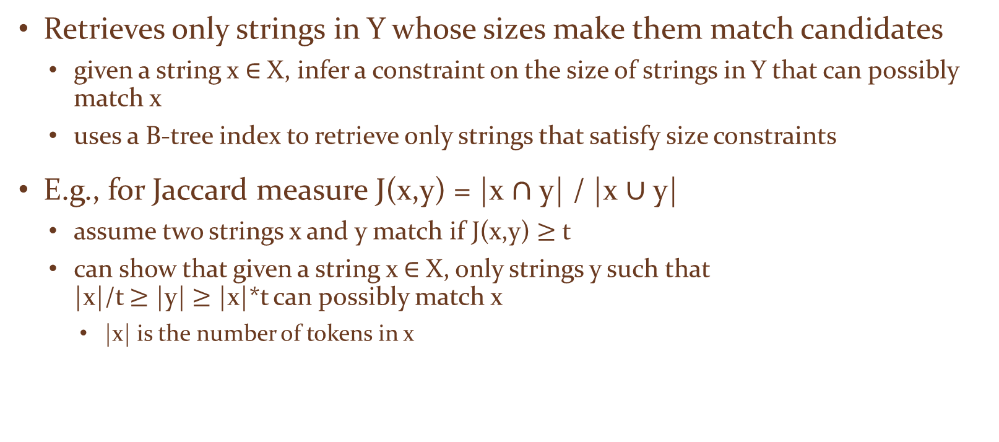 • Retrieves only strings in Y whose sizes make them match candidates
• given a string x ∈ X, infer a constraint on the size of strings in Y that can possibly
match x
• uses a B-tree index to retrieve only strings that satisfy size constraints
• E.g., for Jaccard measure J(x,y) = |x ∩ y| / |x ∪ y|
• assume two strings x and y match if J(x,y) ≥ t
• can show that given a string x ∈ X, only strings y such that
|x|/t ≥ |y| ≥ |x|*t can possibly match x
• |x| is the number of tokens in x